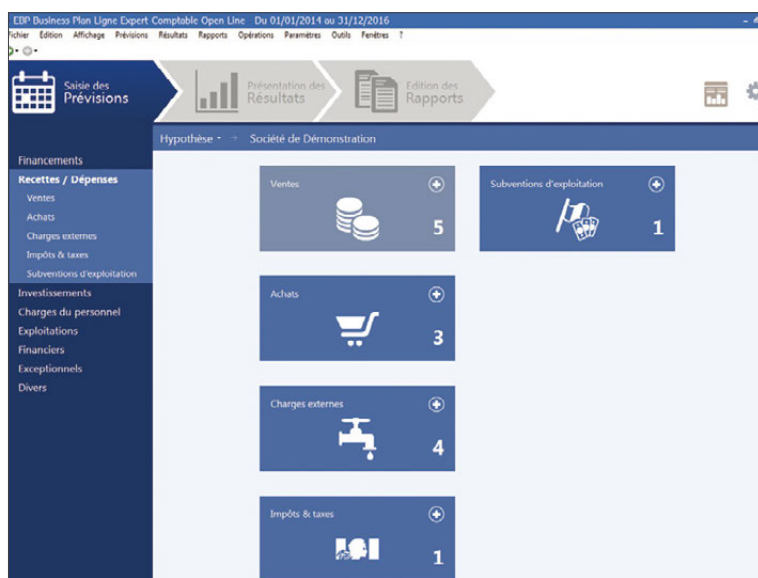 EBP Business Plan Ligne Expert Comptable Open Line Du 01/01/2014 au 31/12/2016
Fichier Edition Affichage Prévisions Résultats Rapports Opérations Paramètres Outils Fenêtres ?
Saisie des
Prévisions
Présentation des
Résultats
Edition des
Rapports
Hypothèse Société de Démonstration
Financements
Recettes / Dépenses
Ventes
Achats
Charges externes
Impôts & taxes
Subventions d'exploitation
Investissements
Charges du personnel
Exploitations
Financiers
Exceptionnels
Divers
Ventes
5
Subventions d'exploitation
1
Achats
3
Charges externes
4
Impôts & taxes
1